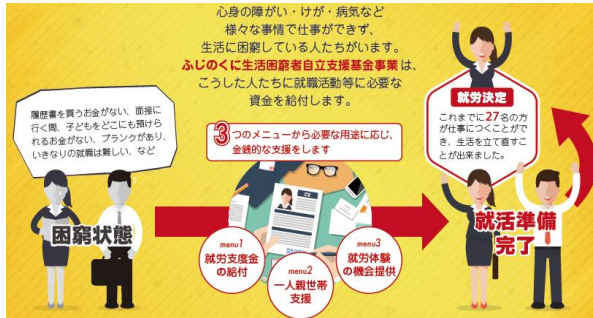 心身の障がい・けが・病気など
様々な事情で仕事ができず、
生活に困窮している人たちがいます。
ふじのくに生活困窮者自立支援基金事業は、
こうした人たちに就職活動等に必要な
資金を給付します。
履歴書を買うお金がない、面接に
行く間、子どもをどこにも預けら
れるお金がない、ブランクがあり、
いきなりの就職は難しい、など
3つのメニューから必要な用途に応じ、
金銭的な支援をします
困窮状態
menu1
就労支度金
の給付
menu2
一人親世帯
支援
menu3
就労体験
の機会提供
就労決定
これまでに27名の方
が仕事につくことがで
き、生活を立て直すこ
とが出来ました。
就活準備
完了